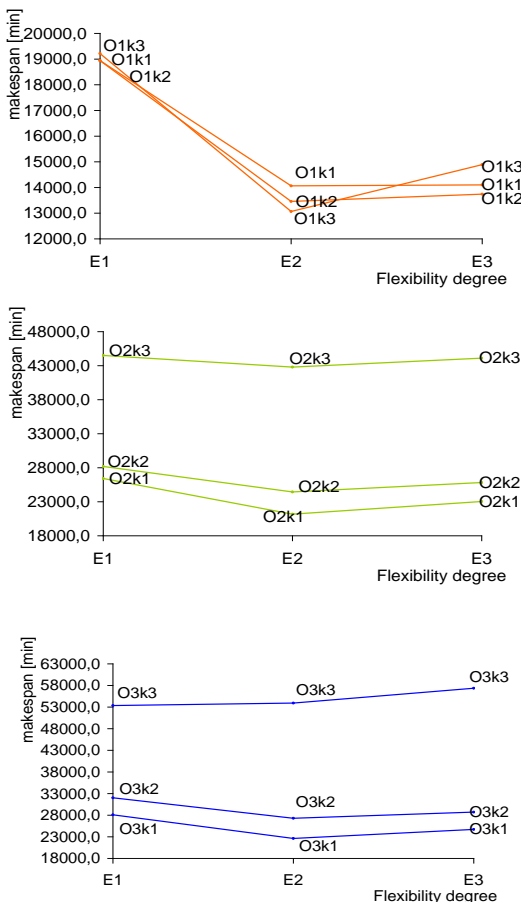 makespan [min]
20000,0
19000,0
18000,0
17000,0
16000,0
15000,0
14000,0
13000,0
12000,0
O1k3
O1k1
O1k2
O1k1
O1k2
O1k3
O1k3
O1k1
O1k2
E1 E2 E3
Flexibility degree
makespan [min]
48000,0
43000,0
38000,0
33000,0
28000,0
23000,0
18000,0
O2k3 O2k3 O2k3
O2k2 O2k2 O2k2
O2k1 O2k1 O2k1
E1 E2 E3
Flexibility degree
makespan [min]
63000,0
58000,0
53000,0
48000,0
43000,0
38000,0
33000,0
28000,0
23000,0
18000,0
O3k3 O3k3 O3k3
O3k2 O3k2 O3k2
O3k1 O3k1 O3k1
E1 E2 E3
Flexibility degree